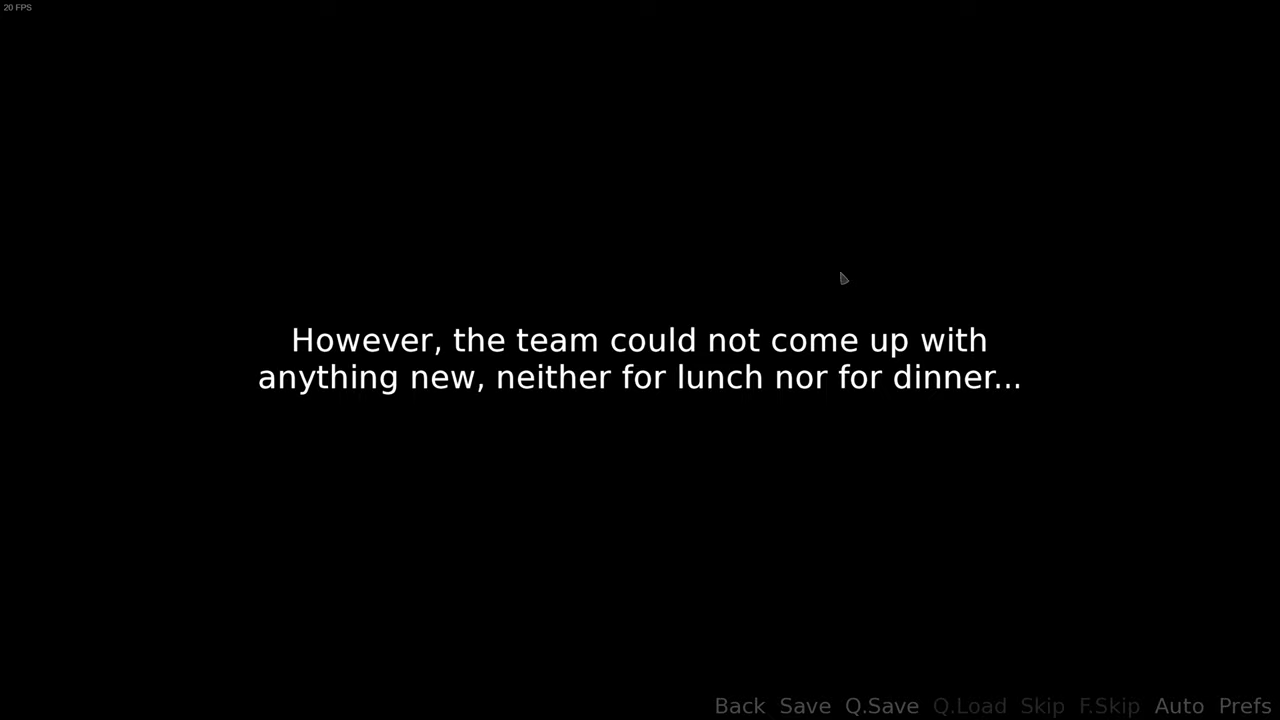 20 FPS
However, the team could not come up with
anything new, neither for lunch nor for dinner...
Back Save Q.Save Q.Load Skip F.Skip Auto Prefs